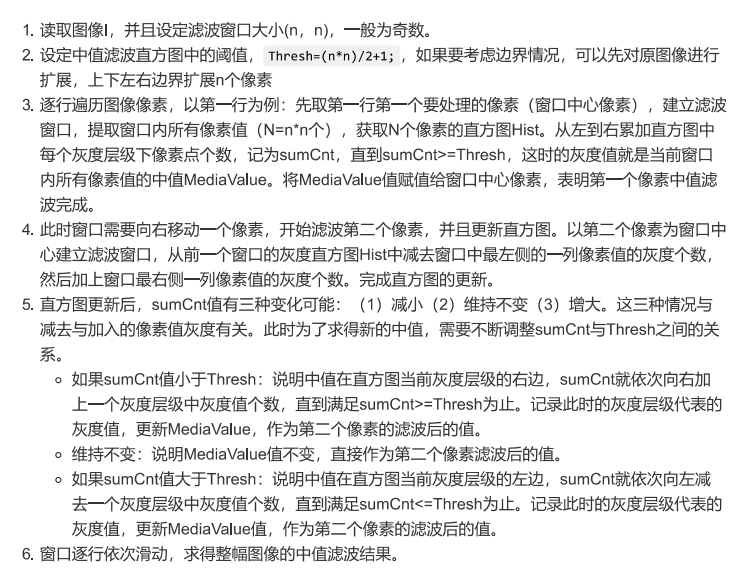 1. 读取图像I，并且设定滤波窗口大小(n，n)，一般为奇数。
2. 设定中值滤波直方图中的阈值，Thresh=(n*n)/2+1;，如果要考虑边界情况，可以先对原图像进行
扩展，上下左右边界扩展n个像素
3. 逐行遍历图像像素，以第一行为例：先取第一行第一个要处理的像素（窗口中心像素），建立滤波
窗口，提取窗口内所有像素值（N=n*n个），获取N个像素的直方图Hist。从左到右累加直方图中
每个灰度层级下像素点个数，记为sumCnt，直到sumCnt>=Thresh，这时的灰度值就是当前窗口
内所有像素值的中值MediaValue。将MediaValue值赋值给窗口中心像素，表明第一个像素中值滤
波完成。
4. 此时窗口需要向右移动一个像素，开始滤波第二个像素，并且更新直方图。以第二个像素为窗口中
心建立滤波窗口，从前一个窗口的灰度直方图Hist中减去窗口中最左侧的一列像素值的灰度个数，
然后加上窗口最右侧一列像素值的灰度个数。完成直方图的更新。
5. 直方图更新后，sumCnt值有三种变化可能：（1）减小（2）维持不变（3）增大。这三种情况与
减去与加入的像素值灰度有关。此时为了求得新的中值，需要不断调整sumCnt与Thresh之间的关
系。
○ 如果sumCnt值小于Thresh：说明中值在直方图当前灰度层级的右边，sumCnt就依次向右加
上一个灰度层级中灰度值个数，直到满足sumCnt>=Thresh为止。记录此时的灰度层级代表的
灰度值，更新MediaValue，作为第二个像素的滤波后的值。
○ 维持不变：说明MediaValue值不变，直接作为第二个像素滤波后的值。
○ 如果sumCnt值大于Thresh：说明中值在直方图当前灰度层级的左边，sumCnt就依次向左减
去一个灰度层级中灰度值个数，直到满足sumCnt<=Thresh为止。记录此时的灰度层级代表的
灰度值，更新MediaValue值，作为第二个像素的滤波后的值。
6. 窗口逐行依次滑动，求得整幅图像的中值滤波结果。